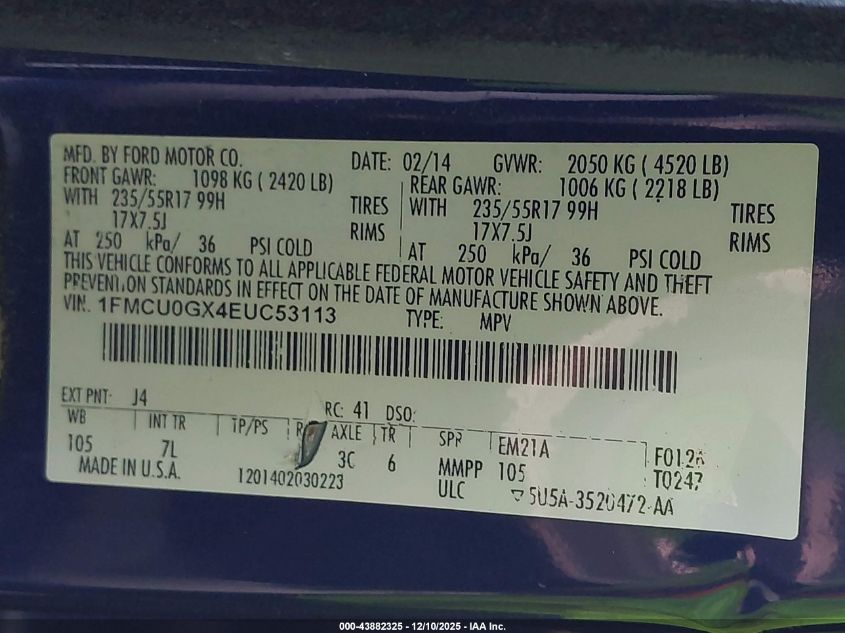 MFD. BY FORD MOTOR CO. DATE: 02/14 GVWR: 2050 KG ( 4520 LB)
FRONT GAWR: 1098 KG ( 2420 LB) REAR GAWR: 1006 KG ( 2218 LB)
WITH 235/55R17 99H TIRES WITH 235/55R17 99H TIRES
17X7.5J RIMS 17X7.5J RIMS
AT 250 kPa/ 36 PSI COLD AT 250 kPa/ 36 PSI COLD
THIS VEHICLE CONFORMS TO ALL APPLICABLE FEDERAL MOTOR VEHICLE SAFETY AND THEFT
PREVENTION STANDARDS IN EFFECT ON THE DATE OF MANUFACTURE SHOWN ABOVE.
VIN: 1FMCU0GX4EUC53113 TYPE: MPV
EXT PNT: J4 RC: 41 DSO:
WB INT TR TP/PS R AXLE TR SPR EM21A
105 7L 3C 6 MMPP 105 T0247
MADE IN U.S.A. 1201402030223 ULC ▽5U5A-3520472-AA
000-43882325 - 12/10/2025 - IAA Inc.